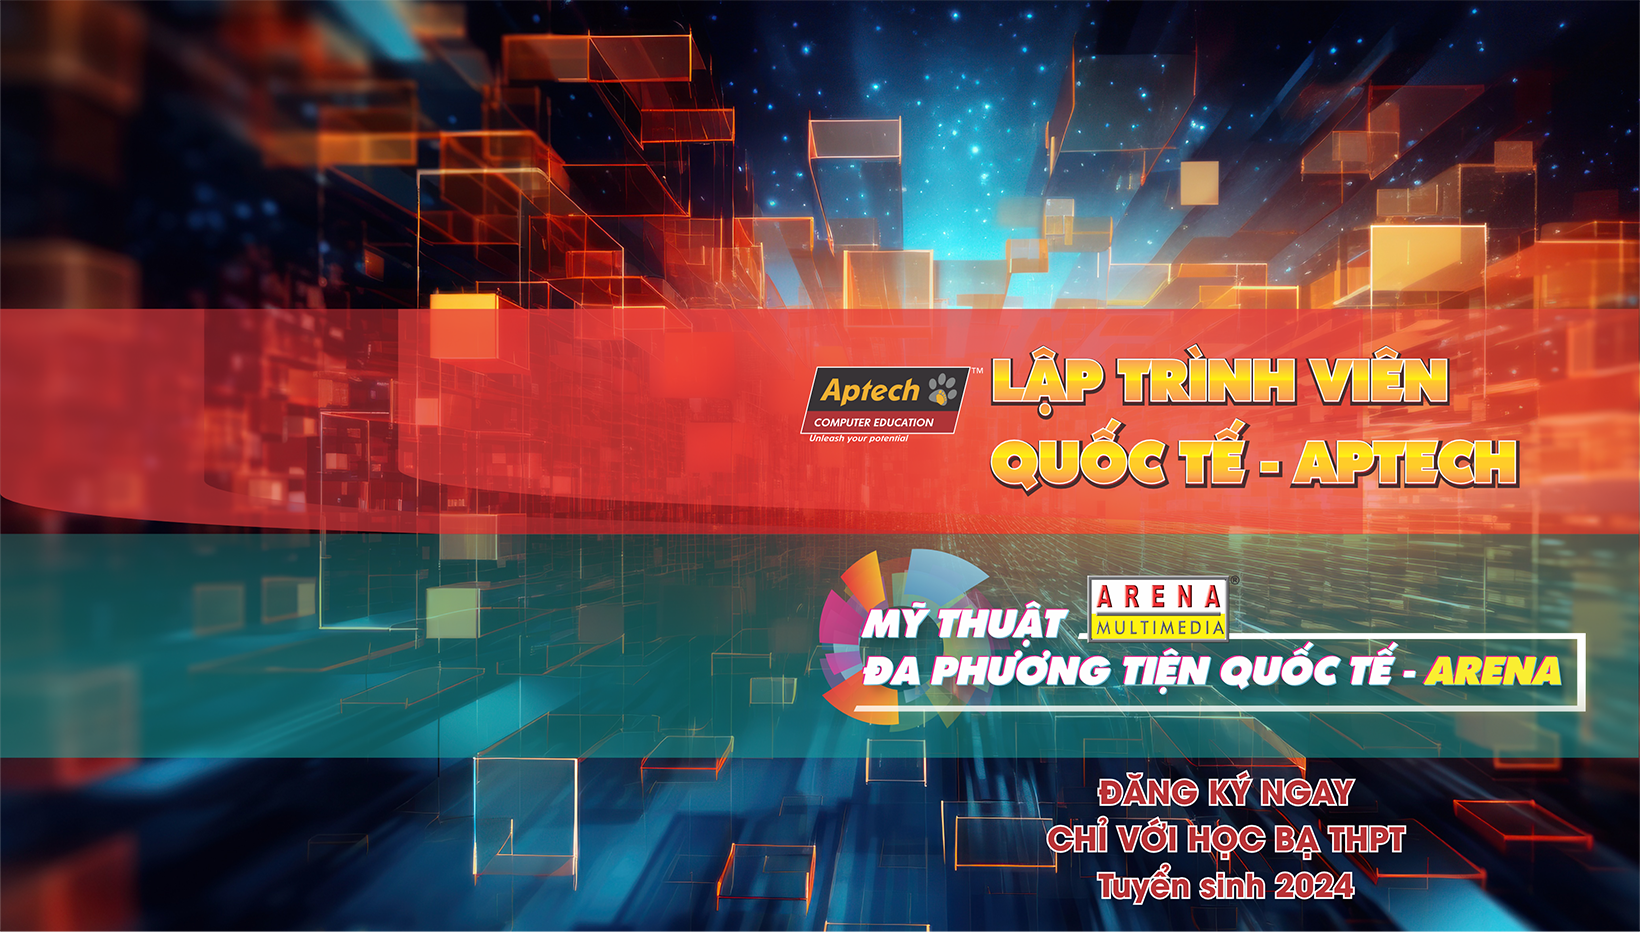 Aptech
TM
COMPUTER EDUCATION
Unleash your potential
LẬP TRÌNH VIÊN
QUỐC TẾ - APTECH
ARENA
®
MULTIMEDIA
MỸ THUẬT
ĐA PHƯƠNG TIỆN QUỐC TẾ - ARENA
ĐĂNG KÝ NGAY
CHỈ VỚI HỌC BẠ THPT
Tuyển sinh 2024